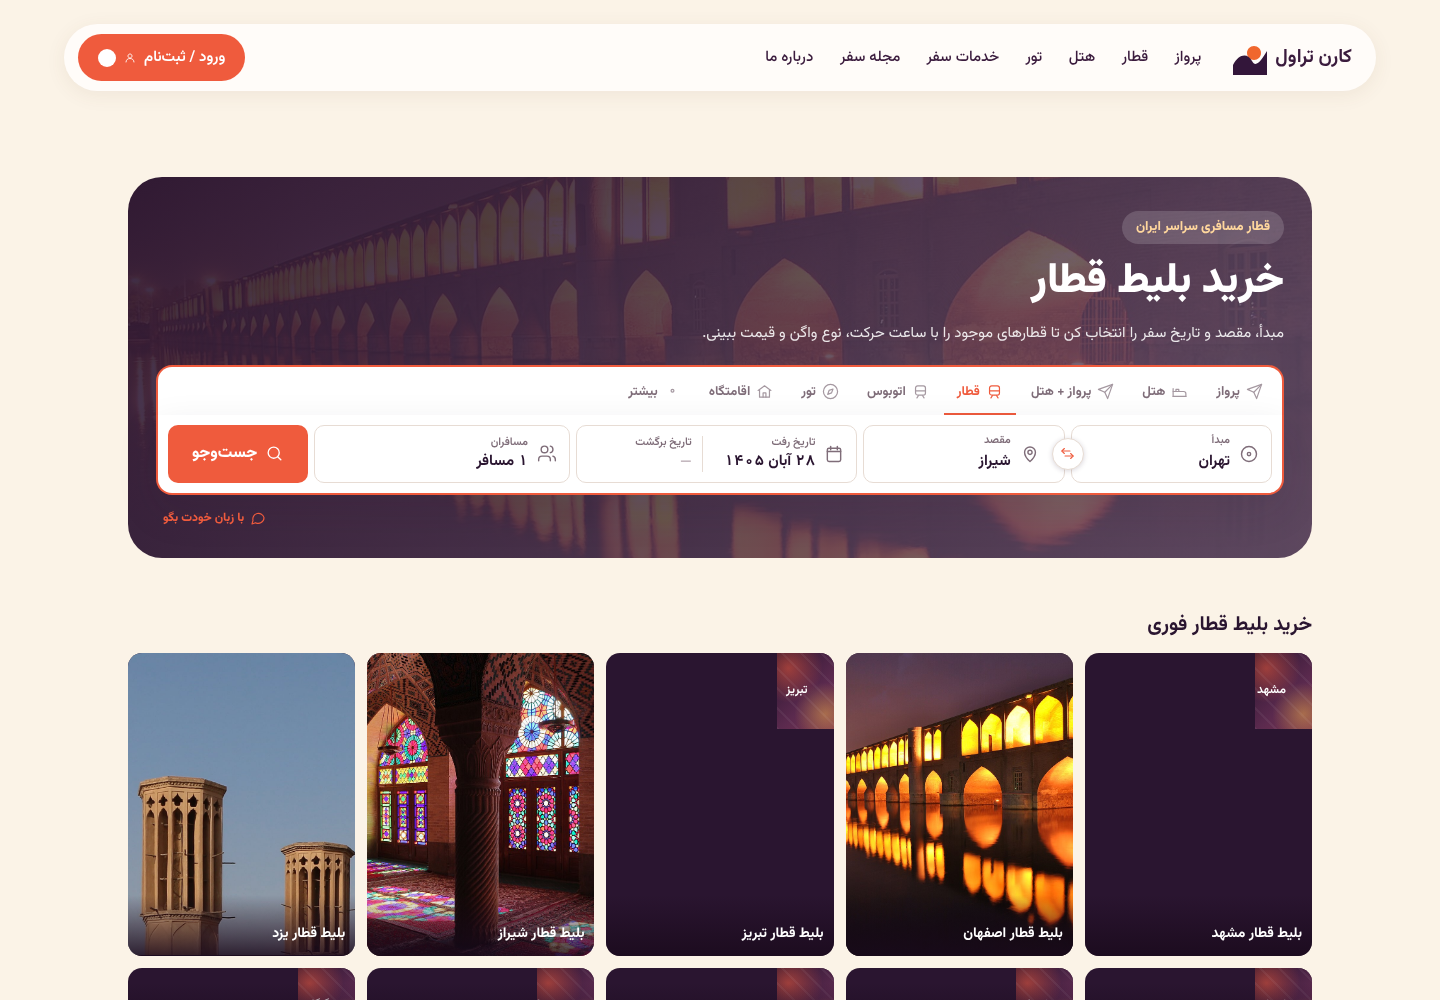 کارن تراول
پرواز
قطار
هتل
تور
خدمات سفر
مجله سفر
درباره ما
ورود / ثبت‌نام
قطار مسافری سراسر ایران
خرید بلیط قطار
مبدأ، مقصد و تاریخ سفر را انتخاب کن تا قطارهای موجود را با ساعت حرکت، نوع واگن و قیمت ببینی.
پرواز
هتل
پرواز + هتل
قطار
اتوبوس
تور
اقامتگاه
بیشتر
مبدأ
تهران
مقصد
شیراز
تاریخ رفت
۲۸ آبان ۱۴۰۵
تاریخ برگشت
—
مسافران
۱ مسافر
جست‌وجو
با زبان خودت بگو
خرید بلیط قطار فوری
مشهد
بلیط قطار مشهد
بلیط قطار اصفهان
تبریز
بلیط قطار تبریز
بلیط قطار شیراز
بلیط قطار یزد